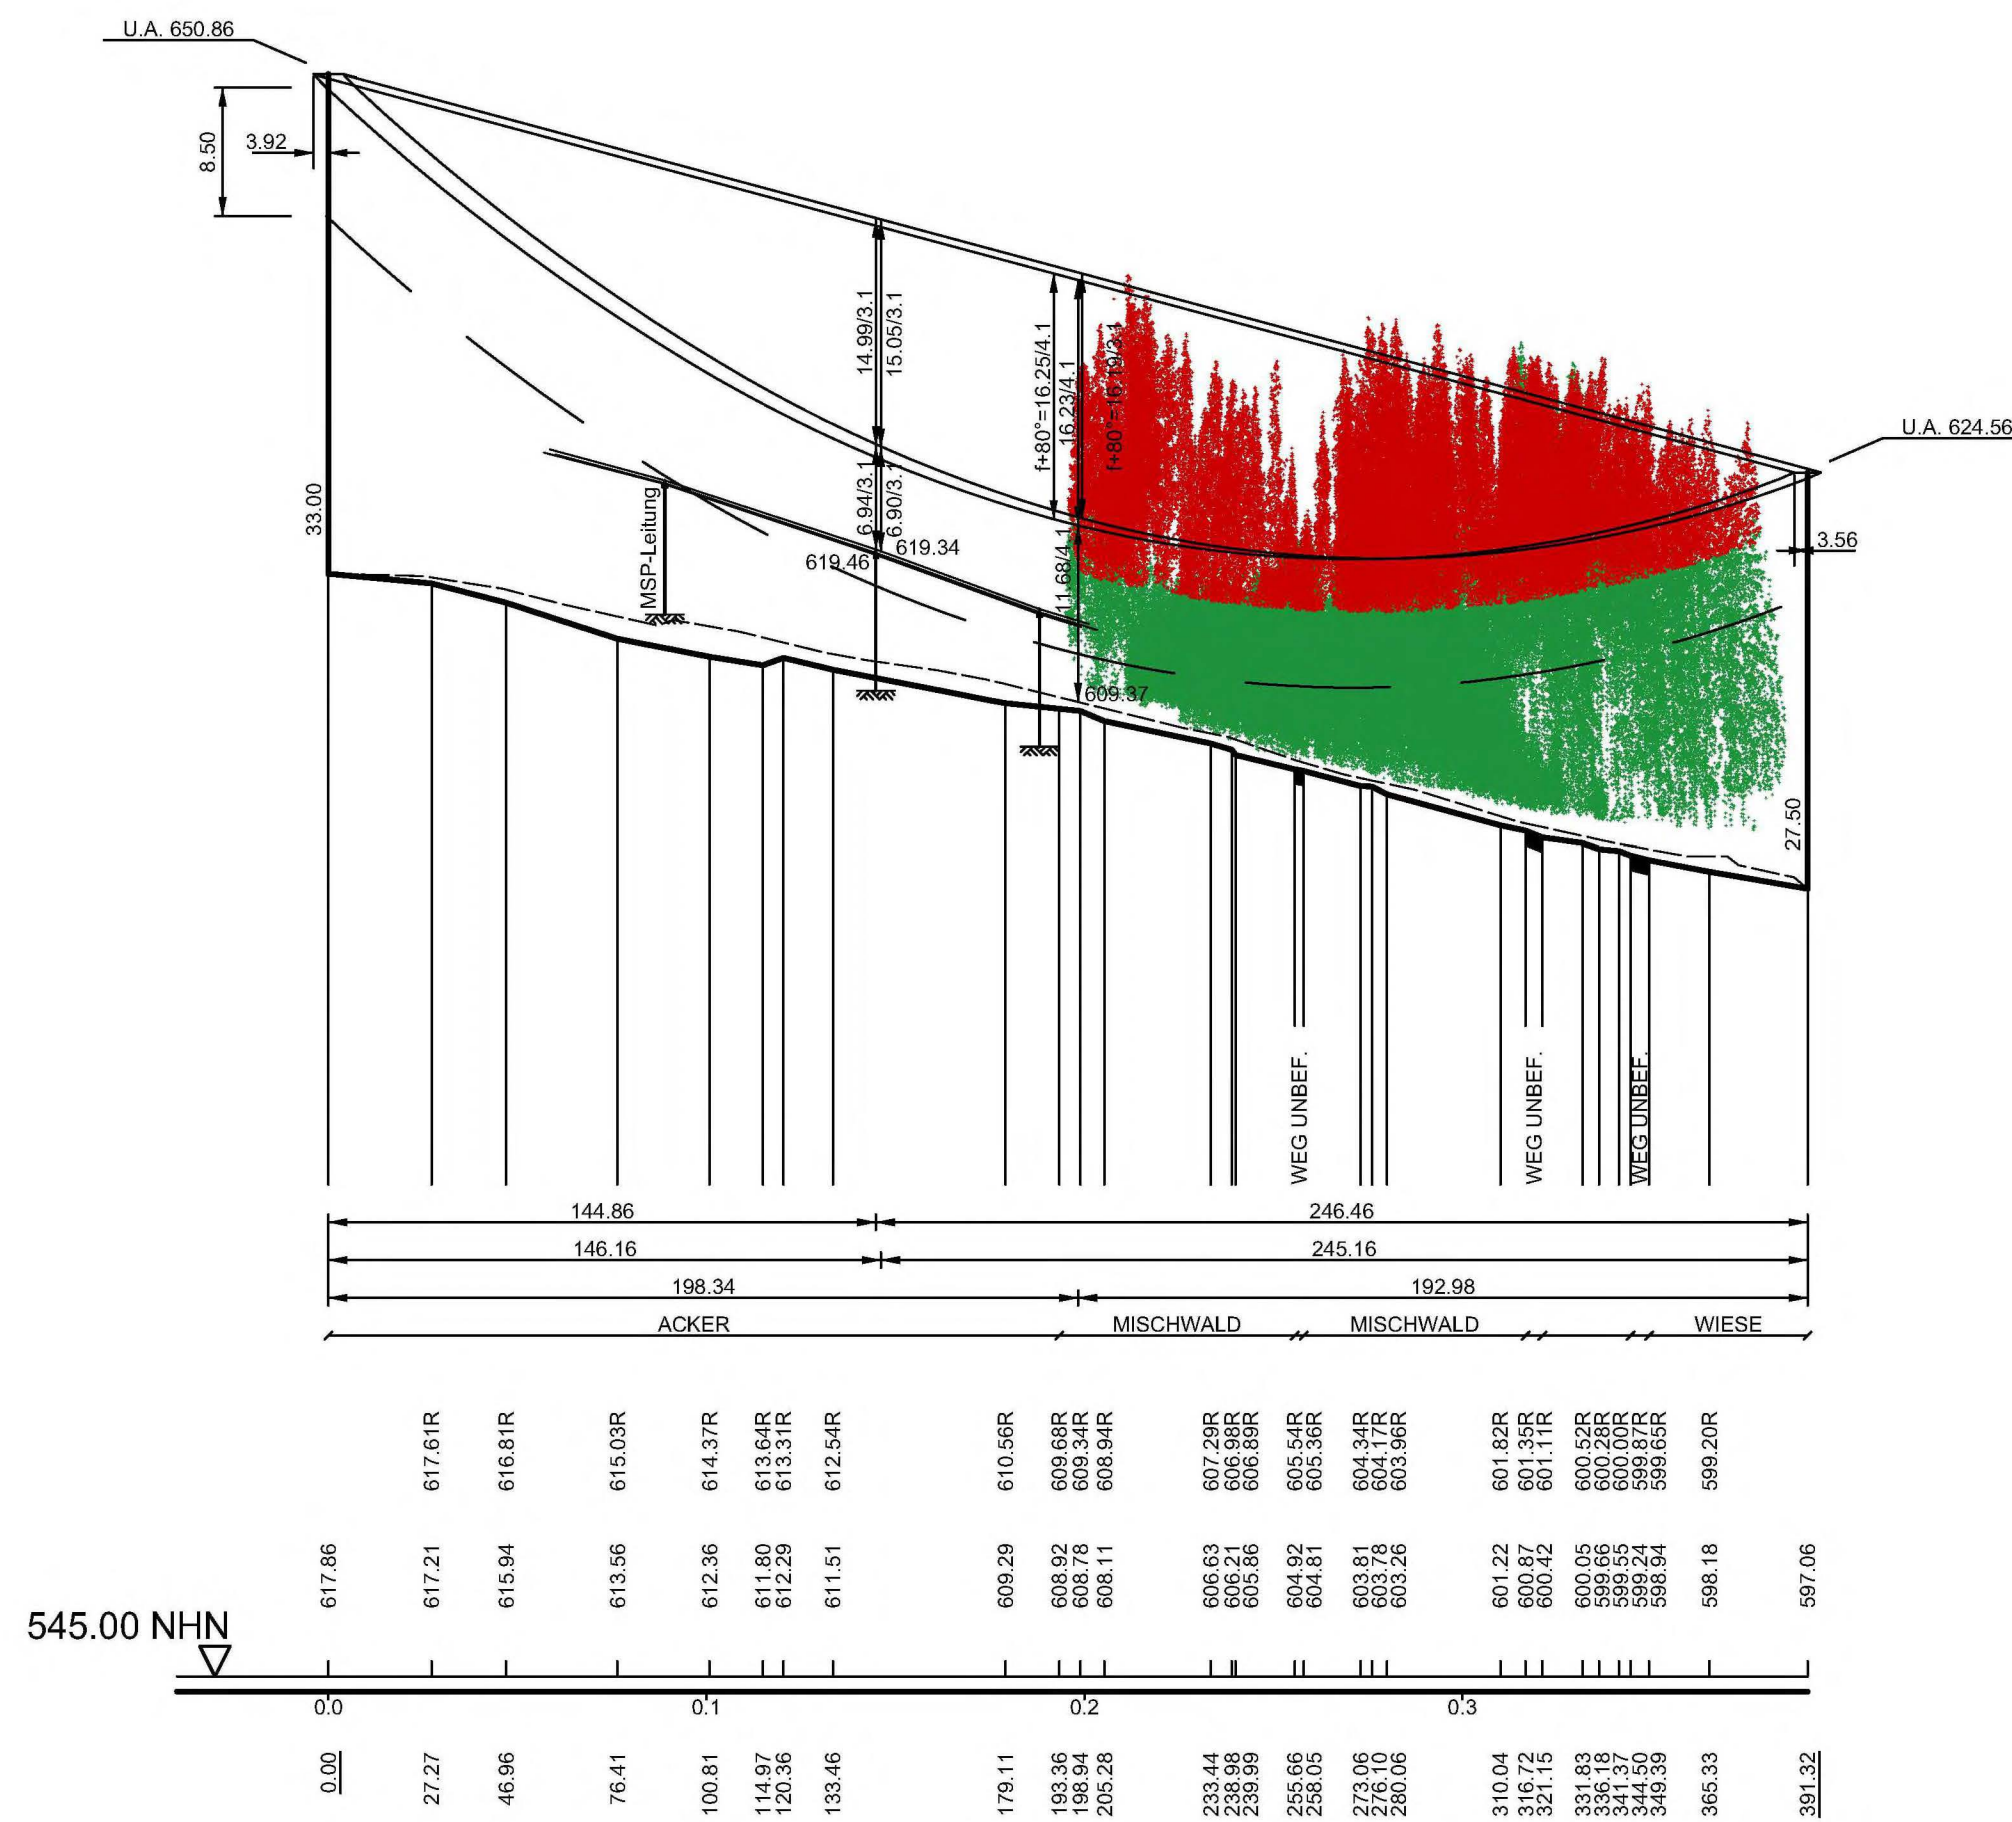 U.A. 650.86
8.50
3.92
33.00
MSP-Leitung
14.99/3.1
15.05/3.1
6.94/3.1
6.90/3.1
619.46
619.34
f+80°=16.25/4.1
16.23/4.1
f+80°=16.19/3.1
11.68/4.1
609.37
U.A. 624.56
3.56
27.50
WEG UNBEF.
WEG UNBEF.
WEG UNBEF.
144.86 246.46
146.16 245.16
198.34 192.98
ACKER MISCHWALD MISCHWALD WIESE
617.61R 616.81R 615.03R 614.37R 613.64R 613.31R 612.54R 610.56R 609.68R 609.34R 608.94R 607.29R 606.98R 606.89R 605.54R 605.36R 604.34R 604.17R 603.96R 601.82R 601.35R 601.11R 600.52R 600.28R 600.00R 599.87R 599.65R 599.20R
617.86 617.21 615.94 613.56 612.36 611.80 612.29 611.51 609.29 608.92 608.78 608.11 606.63 606.21 605.86 604.92 604.81 603.81 603.78 603.26 601.22 600.87 600.42 600.05 599.66 599.55 599.24 598.94 598.18 597.06
545.00 NHN
0.0 0.1 0.2 0.3
0.00 27.27 46.96 76.41 100.81 114.97 120.36 133.46 179.11 193.36 198.94 205.28 233.44 238.98 239.99 255.66 258.05 273.06 276.10 280.06 310.04 316.72 321.15 331.83 336.18 341.37 344.50 349.39 365.33 391.32